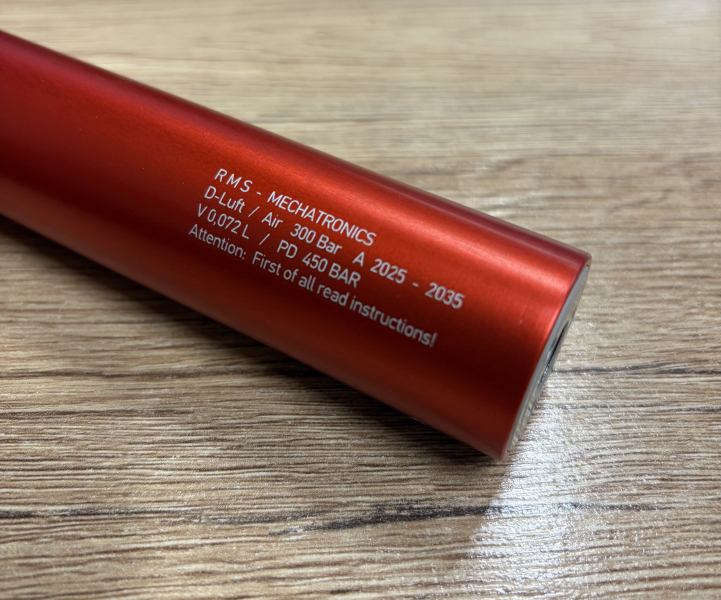 RMS - MECHATRONICS
D-Luft / Air 300 Bar A 2025 - 2035
V 0,072 L / PD 450 BAR
Attention: First of all read instructions!